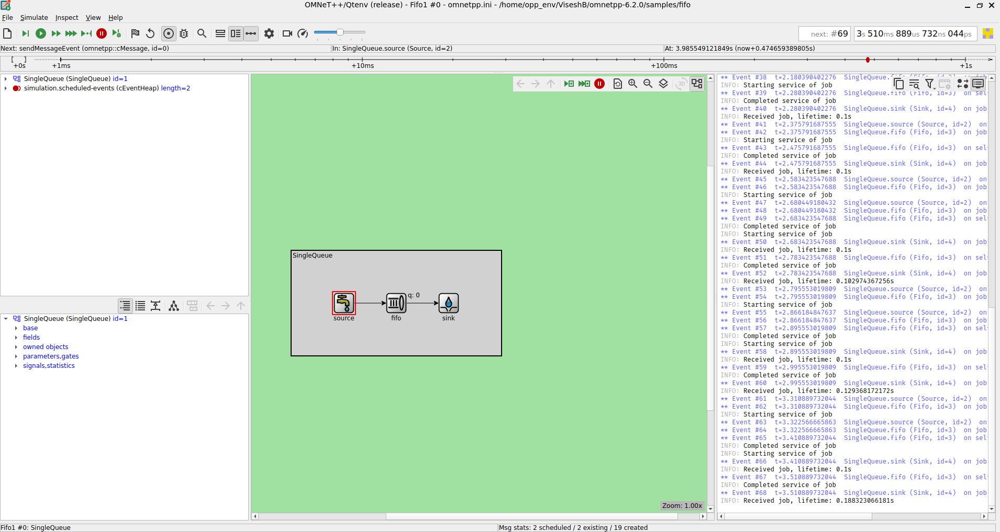 OMNeT++/Qtenv (release) - Fifo1 #0 - omnetpp.ini - /home/opp_env/ViseshB/omnetpp-6.2.0/samples/fifo
File Simulate Inspect View Help
next: #69 3s 510ms 889us 732ns 044ps
Next: sendMessageEvent (omnetpp::cMessage, id=0) In: SingleQueue.source (Source, id=2) At: 3.985549121849s (now+0.474659389805s)
[ ]
+0s +1ms +10ms +100ms +1s
SingleQueue (SingleQueue) id=1
simulation.scheduled-events (cEventHeap) length=2
SingleQueue (SingleQueue) id=1
base
fields
owned objects
parameters,gates
signals,statistics
3D
SingleQueue
q: 0
source fifo sink
Zoom: 1.00x
** Event #38 t=2.180390402276 SingleQueue.fifo (Fifo, id=3) on job
INFO: Starting service of job
** Event #39 t=2.280390402276 SingleQueue.fifo (Fifo, id=3) on sel
INFO: Completed service of job
** Event #40 t=2.280390402276 SingleQueue.sink (Sink, id=4) on job
INFO: Received job, lifetime: 0.1s
** Event #41 t=2.375791687555 SingleQueue.source (Source, id=2) on
** Event #42 t=2.375791687555 SingleQueue.fifo (Fifo, id=3) on job
INFO: Starting service of job
** Event #43 t=2.475791687555 SingleQueue.fifo (Fifo, id=3) on sel
INFO: Completed service of job
** Event #44 t=2.475791687555 SingleQueue.sink (Sink, id=4) on job
INFO: Received job, lifetime: 0.1s
** Event #45 t=2.583423547688 SingleQueue.source (Source, id=2) on
** Event #46 t=2.583423547688 SingleQueue.fifo (Fifo, id=3) on job
INFO: Starting service of job
** Event #47 t=2.680449180432 SingleQueue.source (Source, id=2) on
** Event #48 t=2.680449180432 SingleQueue.fifo (Fifo, id=3) on job
** Event #49 t=2.683423547688 SingleQueue.fifo (Fifo, id=3) on sel
INFO: Completed service of job
INFO: Starting service of job
** Event #50 t=2.683423547688 SingleQueue.sink (Sink, id=4) on job
INFO: Received job, lifetime: 0.1s
** Event #51 t=2.783423547688 SingleQueue.fifo (Fifo, id=3) on sel
INFO: Completed service of job
** Event #52 t=2.783423547688 SingleQueue.sink (Sink, id=4) on job
INFO: Received job, lifetime: 0.102974367256s
** Event #53 t=2.795553019809 SingleQueue.source (Source, id=2) on
** Event #54 t=2.795553019809 SingleQueue.fifo (Fifo, id=3) on job
INFO: Starting service of job
** Event #55 t=2.866184847637 SingleQueue.source (Source, id=2) on
** Event #56 t=2.866184847637 SingleQueue.fifo (Fifo, id=3) on job
** Event #57 t=2.895553019809 SingleQueue.fifo (Fifo, id=3) on sel
INFO: Completed service of job
INFO: Starting service of job
** Event #58 t=2.895553019809 SingleQueue.sink (Sink, id=4) on job
INFO: Received job, lifetime: 0.1s
** Event #59 t=2.995553019809 SingleQueue.fifo (Fifo, id=3) on sel
INFO: Completed service of job
** Event #60 t=2.995553019809 SingleQueue.sink (Sink, id=4) on job
INFO: Received job, lifetime: 0.129368172172s
** Event #61 t=3.310889732044 SingleQueue.source (Source, id=2) on
** Event #62 t=3.310889732044 SingleQueue.fifo (Fifo, id=3) on job
INFO: Starting service of job
** Event #63 t=3.322566665863 SingleQueue.source (Source, id=2) on
** Event #64 t=3.322566665863 SingleQueue.fifo (Fifo, id=3) on job
** Event #65 t=3.410889732044 SingleQueue.fifo (Fifo, id=3) on sel
INFO: Completed service of job
INFO: Starting service of job
** Event #66 t=3.410889732044 SingleQueue.sink (Sink, id=4) on job
INFO: Received job, lifetime: 0.1s
** Event #67 t=3.510889732044 SingleQueue.fifo (Fifo, id=3) on sel
INFO: Completed service of job
** Event #68 t=3.510889732044 SingleQueue.sink (Sink, id=4) on job
INFO: Received job, lifetime: 0.188323066181s
Fifo1 #0: SingleQueue Msg stats: 2 scheduled / 2 existing / 19 created